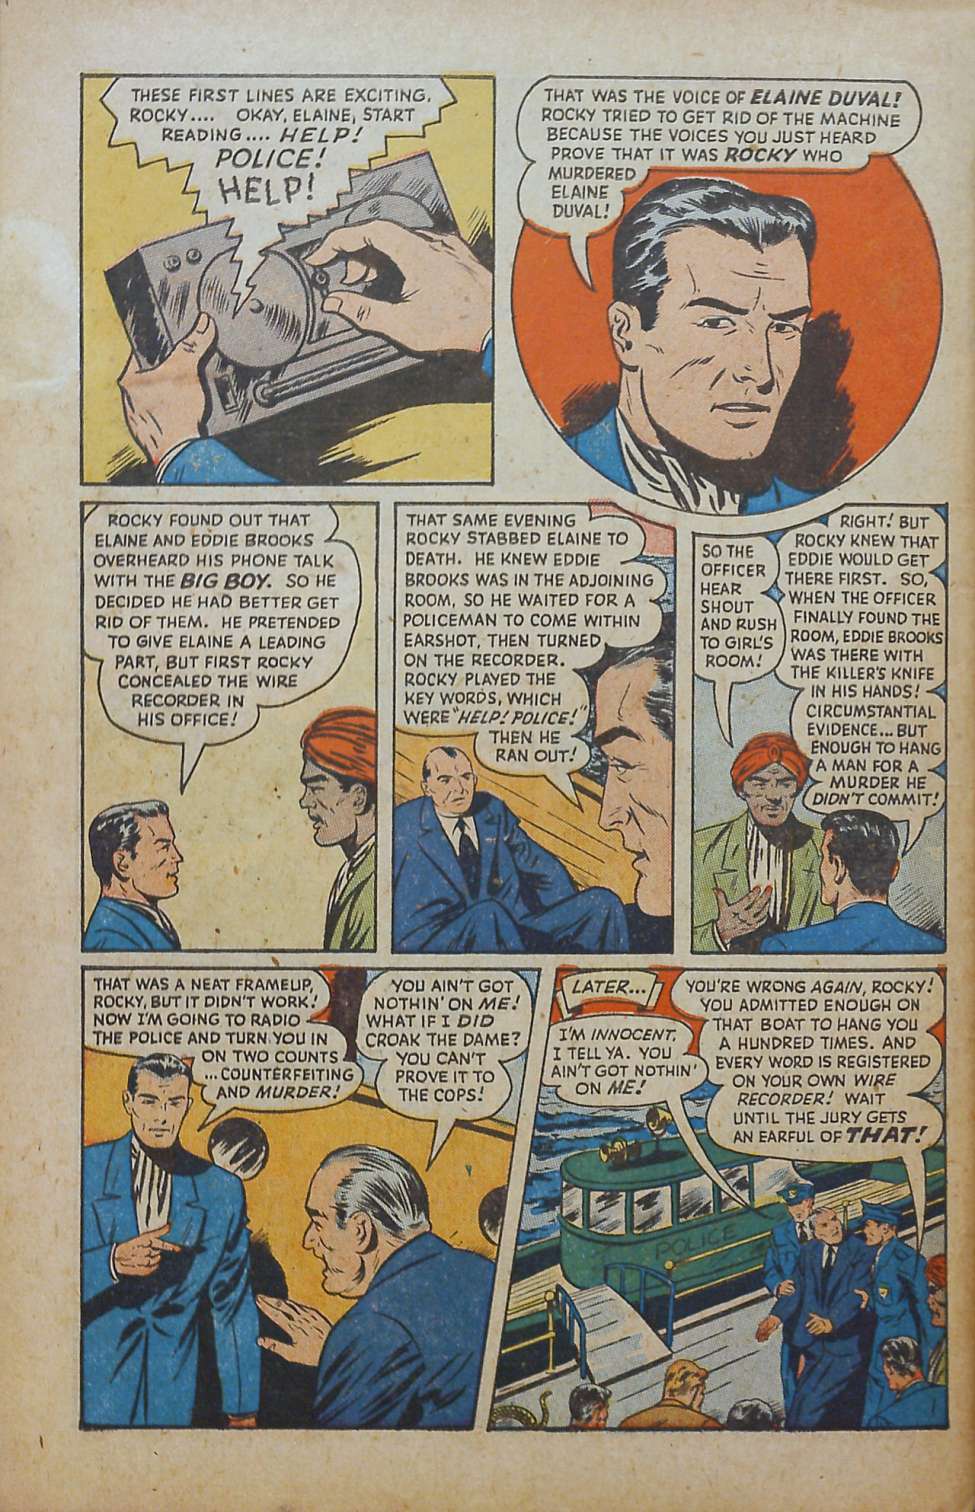 THESE FIRST LINES ARE EXCITING,
ROCKY.... OKAY, ELAINE, START
READING.... HELP!
POLICE!
HELP!
THAT WAS THE VOICE OF ELAINE DUVAL!
ROCKY TRIED TO GET RID OF THE MACHINE
BECAUSE THE VOICES YOU JUST HEARD
PROVE THAT IT WAS ROCKY WHO
MURDERED
ELAINE
DUVAL!
ROCKY FOUND OUT THAT
ELAINE AND EDDIE BROOKS
OVERHEARD HIS PHONE TALK
WITH THE BIG BOY. SO HE
DECIDED HE HAD BETTER GET
RID OF THEM. HE PRETENDED
TO GIVE ELAINE A LEADING
PART, BUT FIRST ROCKY
CONCEALED THE WIRE
RECORDER IN
HIS OFFICE!
THAT SAME EVENING
ROCKY STABBED ELAINE TO
DEATH. HE KNEW EDDIE
BROOKS WAS IN THE ADJOINING
ROOM, SO HE WAITED FOR A
POLICEMAN TO COME WITHIN
EARSHOT, THEN TURNED
ON THE RECORDER.
ROCKY PLAYED THE
KEY WORDS, WHICH
WERE "HELP! POLICE!"
THEN HE
RAN OUT!
SO THE
OFFICER
HEAR
SHOUT
AND RUSH
TO GIRL'S
ROOM!
RIGHT! BUT
ROCKY KNEW THAT
EDDIE WOULD GET
THERE FIRST. SO,
WHEN THE OFFICER
FINALLY FOUND THE
ROOM, EDDIE BROOKS
WAS THERE WITH
THE KILLER'S KNIFE
IN HIS HANDS!
CIRCUMSTANTIAL
EVIDENCE... BUT
ENOUGH TO HANG
A MAN FOR A
MURDER HE
DIDN'T COMMIT!
THAT WAS A NEAT FRAMEUP,
ROCKY, BUT IT DIDN'T WORK!
NOW I'M GOING TO RADIO
THE POLICE AND TURN YOU IN
ON TWO COUNTS
...COUNTERFEITING
AND MURDER!
YOU AIN'T GOT
NOTHIN' ON ME!
WHAT IF I DID
CROAK THE DAME?
YOU CAN'T
PROVE IT TO
THE COPS!
LATER...
I'M INNOCENT,
I TELL YA. YOU
AIN'T GOT NOTHIN'
ON ME!
YOU'RE WRONG AGAIN, ROCKY!
YOU ADMITTED ENOUGH ON
THAT BOAT TO HANG YOU
A HUNDRED TIMES. AND
EVERY WORD IS REGISTERED
ON YOUR OWN WIRE
RECORDER! WAIT
UNTIL THE JURY GETS
AN EARFUL OF THAT!
POLICE